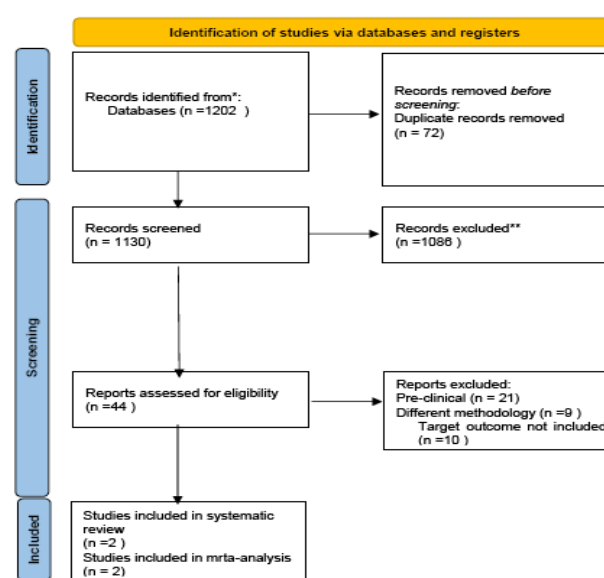 Identification of studies via databases and registers
Identification
Records identified from*:
Databases (n =1202 )
Records removed before
screening:
Duplicate records removed
(n = 72)
Screening
Records screened
(n = 1130)
Records excluded**
(n =1086 )
Reports assessed for eligibility
(n =44 )
Reports excluded:
Pre-clinical (n = 21)
Different methodology (n =9 )
Target outcome not included
(n =10 )
Included
Studies included in systematic
review
(n =2 )
Studies included in mrta-analysis
(n = 2)